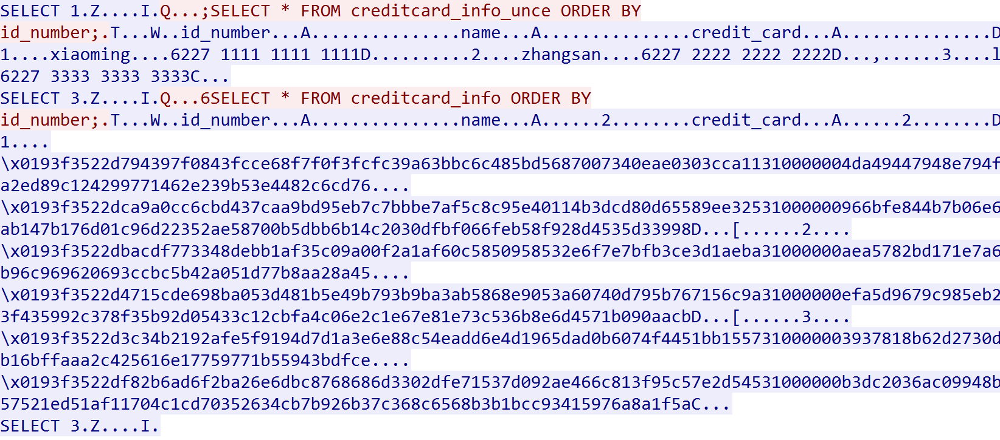 SELECT 1.Z....I.Q...;SELECT * FROM creditcard_info_unce ORDER BY
id_number;.T...W..id_number...A...............name...A...............credit_card...A...............D
1....xiaoming....6227 1111 1111 1111D..........2....zhangsan....6227 2222 2222 2222D...,......3....l
6227 3333 3333 3333C...
SELECT 3.Z....I.Q...6SELECT * FROM creditcard_info ORDER BY
id_number;.T...W..id_number...A...............name...A......2........credit_card...A......2........D
1....
\x0193f3522d794397f0843fcce68f7f0f3fcfc39a63bbc6c485bd5687007340eae0303cca11310000004da49447948e794f
a2ed89c124299771462e239b53e4482c6cd76....
\x0193f3522dca9a0cc6cbd437caa9bd95eb7c7bbbe7af5c8c95e40114b3dcd80d65589ee32531000000966bfe844b7b06e6
ab147b176d01c96d22352ae58700b5dbb6b14c2030dfbf066feb58f928d4535d33998D...[......2....
\x0193f3522dbacdf773348debb1af35c09a00f2a1af60c5850958532e6f7e7bfb3ce3d1aeba31000000aea5782bd171e7a6
b96c969620693ccbc5b42a051d77b8aa28a45....
\x0193f3522d4715cde698ba053d481b5e49b793b9ba3ab5868e9053a60740d795b767156c9a31000000efa5d9679c985eb2
3f435992c378f35b92d05433c12cbfa4c06e2c1e67e81e73c536b8e6d4571b090aacbD...[......3....
\x0193f3522d3c34b2192afe5f9194d7d1a3e6e88c54eadd6e4d1965dad0b6074f4451bb1557310000003937818b62d2730d
b16bffaaa2c425616e17759771b55943bdfce....
\x0193f3522df82b6ad6f2ba26e6dbc8768686d3302dfe71537d092ae466c813f95c57e2d54531000000b3dc2036ac09948b
57521ed51af11704c1cd70352634cb7b926b37c368c6568b3b1bcc93415976a8a1f5aC...
SELECT 3.Z....I.